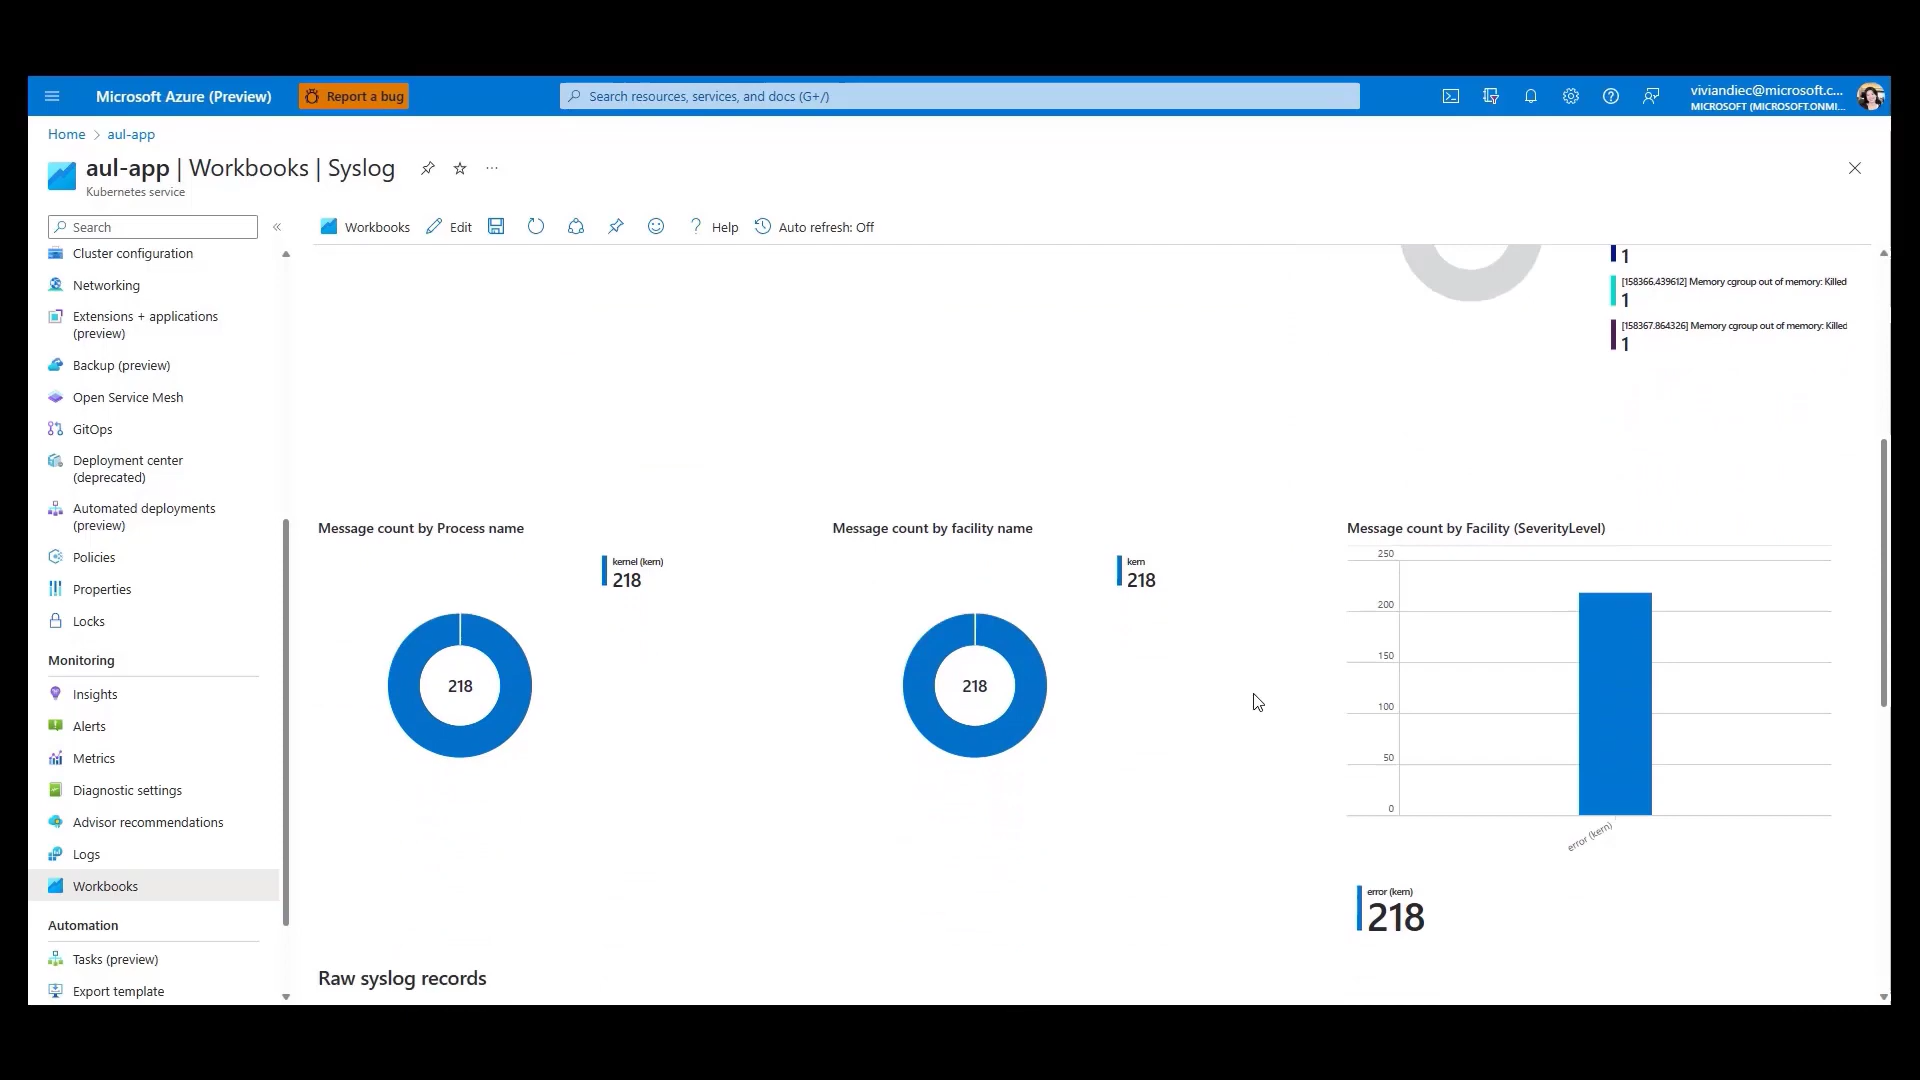 Microsoft Azure (Preview)
Report a bug
Search resources, services, and docs (G+/)
viviandiec@microsoft.c...
MICROSOFT (MICROSOFT.ONMI...
Home > aul-app
aul-app | Workbooks | Syslog
...
Kubernetes service
Search
«
Workbooks
Edit
Help
Auto refresh: Off
Cluster configuration
Networking
Extensions + applications
(preview)
Backup (preview)
Open Service Mesh
GitOps
Deployment center
(deprecated)
Automated deployments
(preview)
Policies
Properties
Locks
Monitoring
Insights
Alerts
Metrics
Diagnostic settings
Advisor recommendations
Logs
Workbooks
Automation
Tasks (preview)
Export template
1
[158366.439612] Memory cgroup out of memory: Killed
1
[158367.864326] Memory cgroup out of memory: Killed
1
Message count by Process name
kernel (kern)
218
218
Message count by facility name
kern
218
218
Message count by Facility (SeverityLevel)
250
200
150
100
50
0
error (kern)
error (kern)
218
Raw syslog records